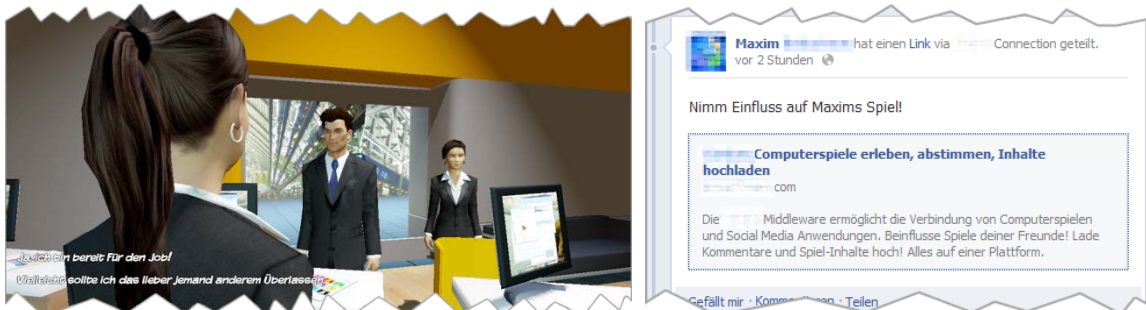 Ja, ich bin bereit Für den Job!
Vielleicht sollte ich das lieber jemand anderem Überlassen
Maxim hat einen Link via Connection geteilt.
vor 2 Stunden
Nimm Einfluss auf Maxims Spiel!
Computerspiele erleben, abstimmen, Inhalte
hochladen
.com
Die Middleware ermöglicht die Verbindung von Computerspielen
und Social Media Anwendungen. Beinflusse Spiele deiner Freunde! Lade
Kommentare und Spiel-Inhalte hoch! Alles auf einer Plattform.
Gefällt mir · Kommentieren · Teilen